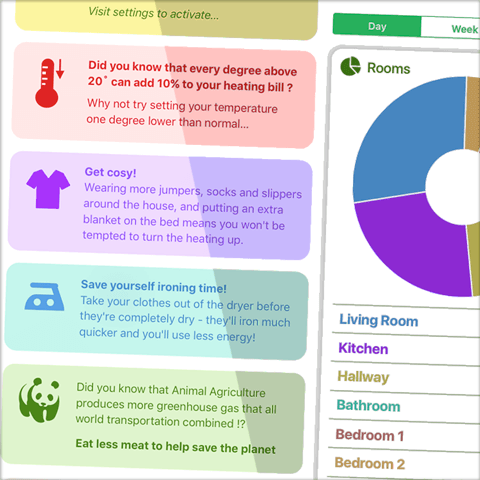 Visit settings to activate...
Did you know that every degree above
20° can add 10% to your heating bill ?
Why not try setting your temperature
one degree lower than normal...
Get cosy!
Wearing more jumpers, socks and slippers
around the house, and putting an extra
blanket on the bed means you won't be
tempted to turn the heating up.
Save yourself ironing time!
Take your clothes out of the dryer before
they're completely dry - they'll iron much
quicker and you'll use less energy!
Did you know that Animal Agriculture
produces more greenhouse gas that all
world transportation combined !?
Eat less meat to help save the planet
Day
Week
Rooms
Living Room
Kitchen
Hallway
Bathroom
Bedroom 1
Bedroom 2